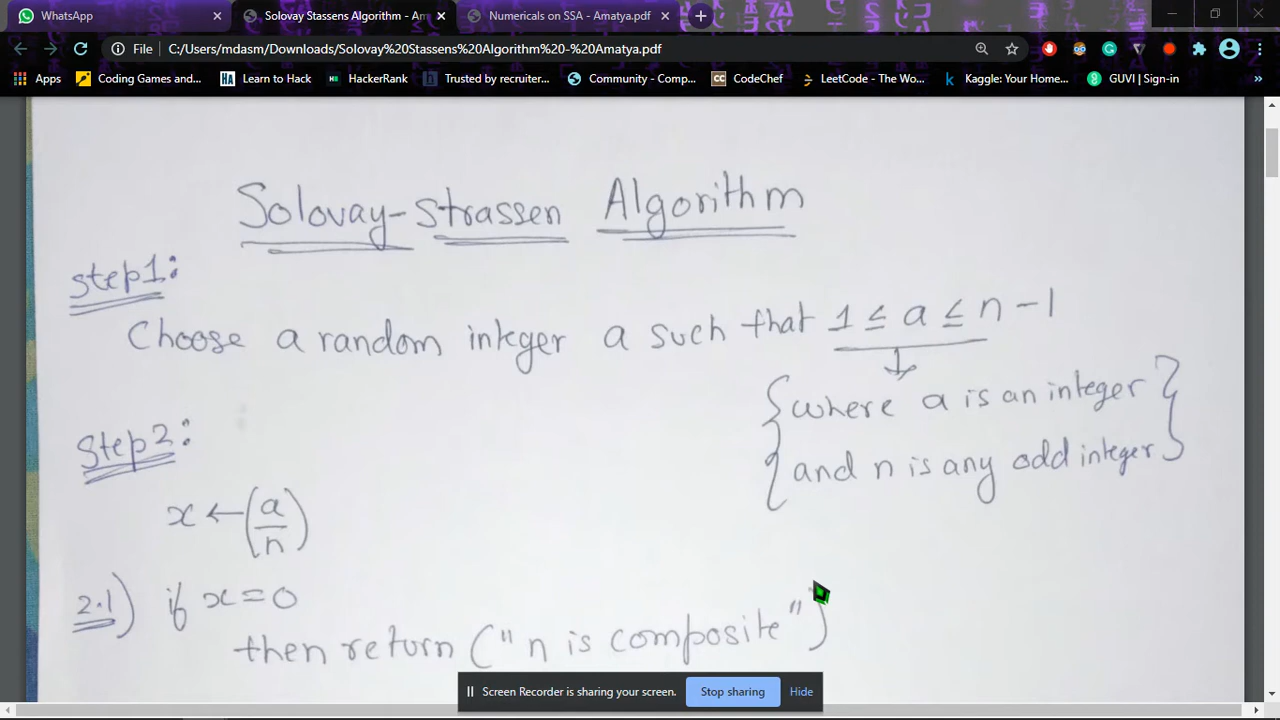 WhatsApp
Solovay Stassens Algorithm - Am
Numericals on SSA - Amatya.pdf
File C:/Users/mdasm/Downloads/Solovay%20Strassens%20Algorithm%20-%20Amatya.pdf
Apps Coding Games and... Learn to Hack HackerRank Trusted by recruiter... Community - Comp... CodeChef LeetCode - The Wo... Kaggle: Your Home... GUVI | Sign-in
Solovay-Strassen Algorithm
step1:
Choose a random integer a such that 1 ≤ a ≤ n-1
{where a is an integer
and n is any odd integer}
Step2:
x ← (a/n)
2.1) if x=0
then return ("n is composite")
Screen Recorder is sharing your screen. Stop sharing Hide